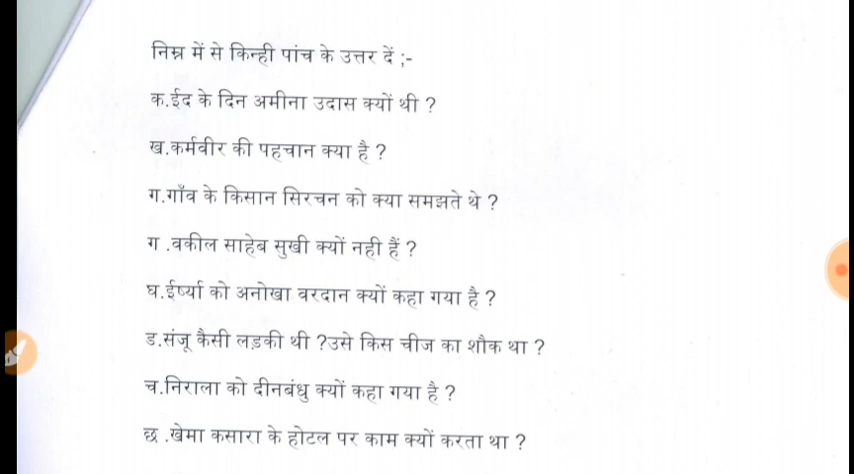 निम्न में से किन्ही पांच के उत्तर दें ;-
क.ईद के दिन अमीना उदास क्यों थी ?
ख.कर्मवीर की पहचान क्या है ?
ग.गाँव के किसान सिरचन को क्या समझते थे ?
ग .वकील साहेब सुखी क्यों नही हैं ?
घ.ईर्ष्या को अनोखा वरदान क्यों कहा गया है ?
ड.संजू कैसी लड़की थी ?उसे किस चीज का शौक था ?
च.निराला को दीनबंधु क्यों कहा गया है ?
छ .खेमा कसारा के होटल पर काम क्यों करता था ?